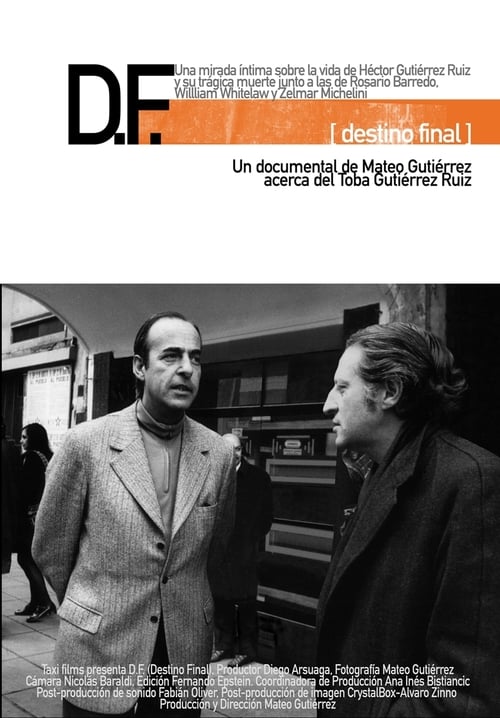 D.F.
Una mirada íntima sobre la vida de Héctor Gutiérrez Ruiz
y su trágica muerte junto a las de Rosario Barredo,
Willliam Whitelaw y Zelmar Michelini
[ destino final ]
Un documental de Mateo Gutiérrez
acerca del Toba Gutiérrez Ruiz
Taxi films presenta D.F. (Destino Final), Productor Diego Arsuaga, Fotografía Mateo Gutiérrez
Cámara Nicolas Baraldi, Edición Fernando Epstein. Coordinadora de Producción Ana Inés Bistiancic
Post-producción de sonido Fabián Oliver, Post-producción de imagen CrystalBox-Alvaro Zinno
Producción y Dirección Mateo Gutiérrez